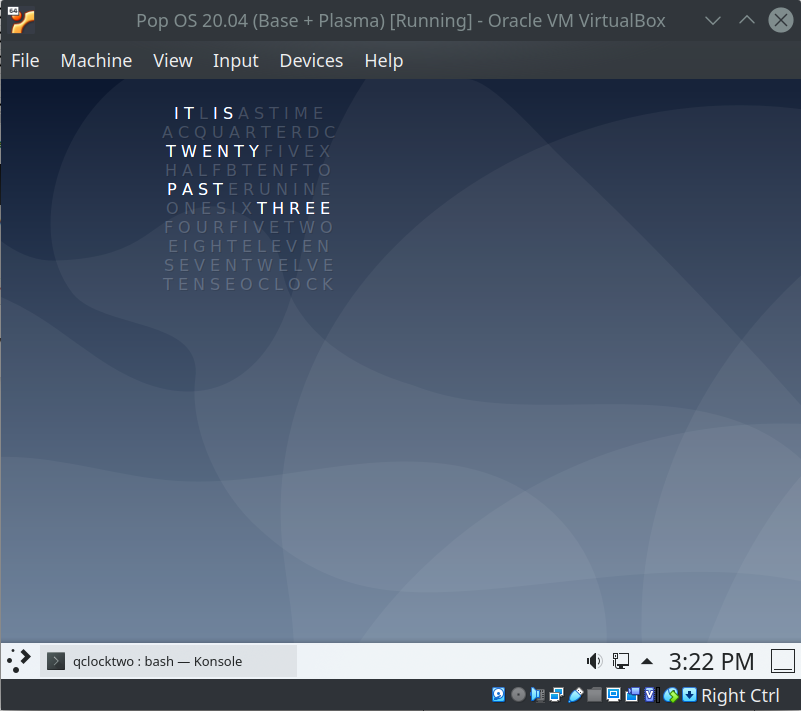 Pop OS 20.04 (Base + Plasma) [Running] - Oracle VM VirtualBox
File Machine View Input Devices Help
ITLISASTIME
ACQUARTERDC
TWENTYFIVEX
HALFBTENFTO
PASTERUNINE
ONESIXTHREE
FOURFIVETWO
EIGHTELEVEN
SEVENTWELVE
TENSEOCLOCK
qclocktwo : bash — Konsole
3:22 PM
Right Ctrl